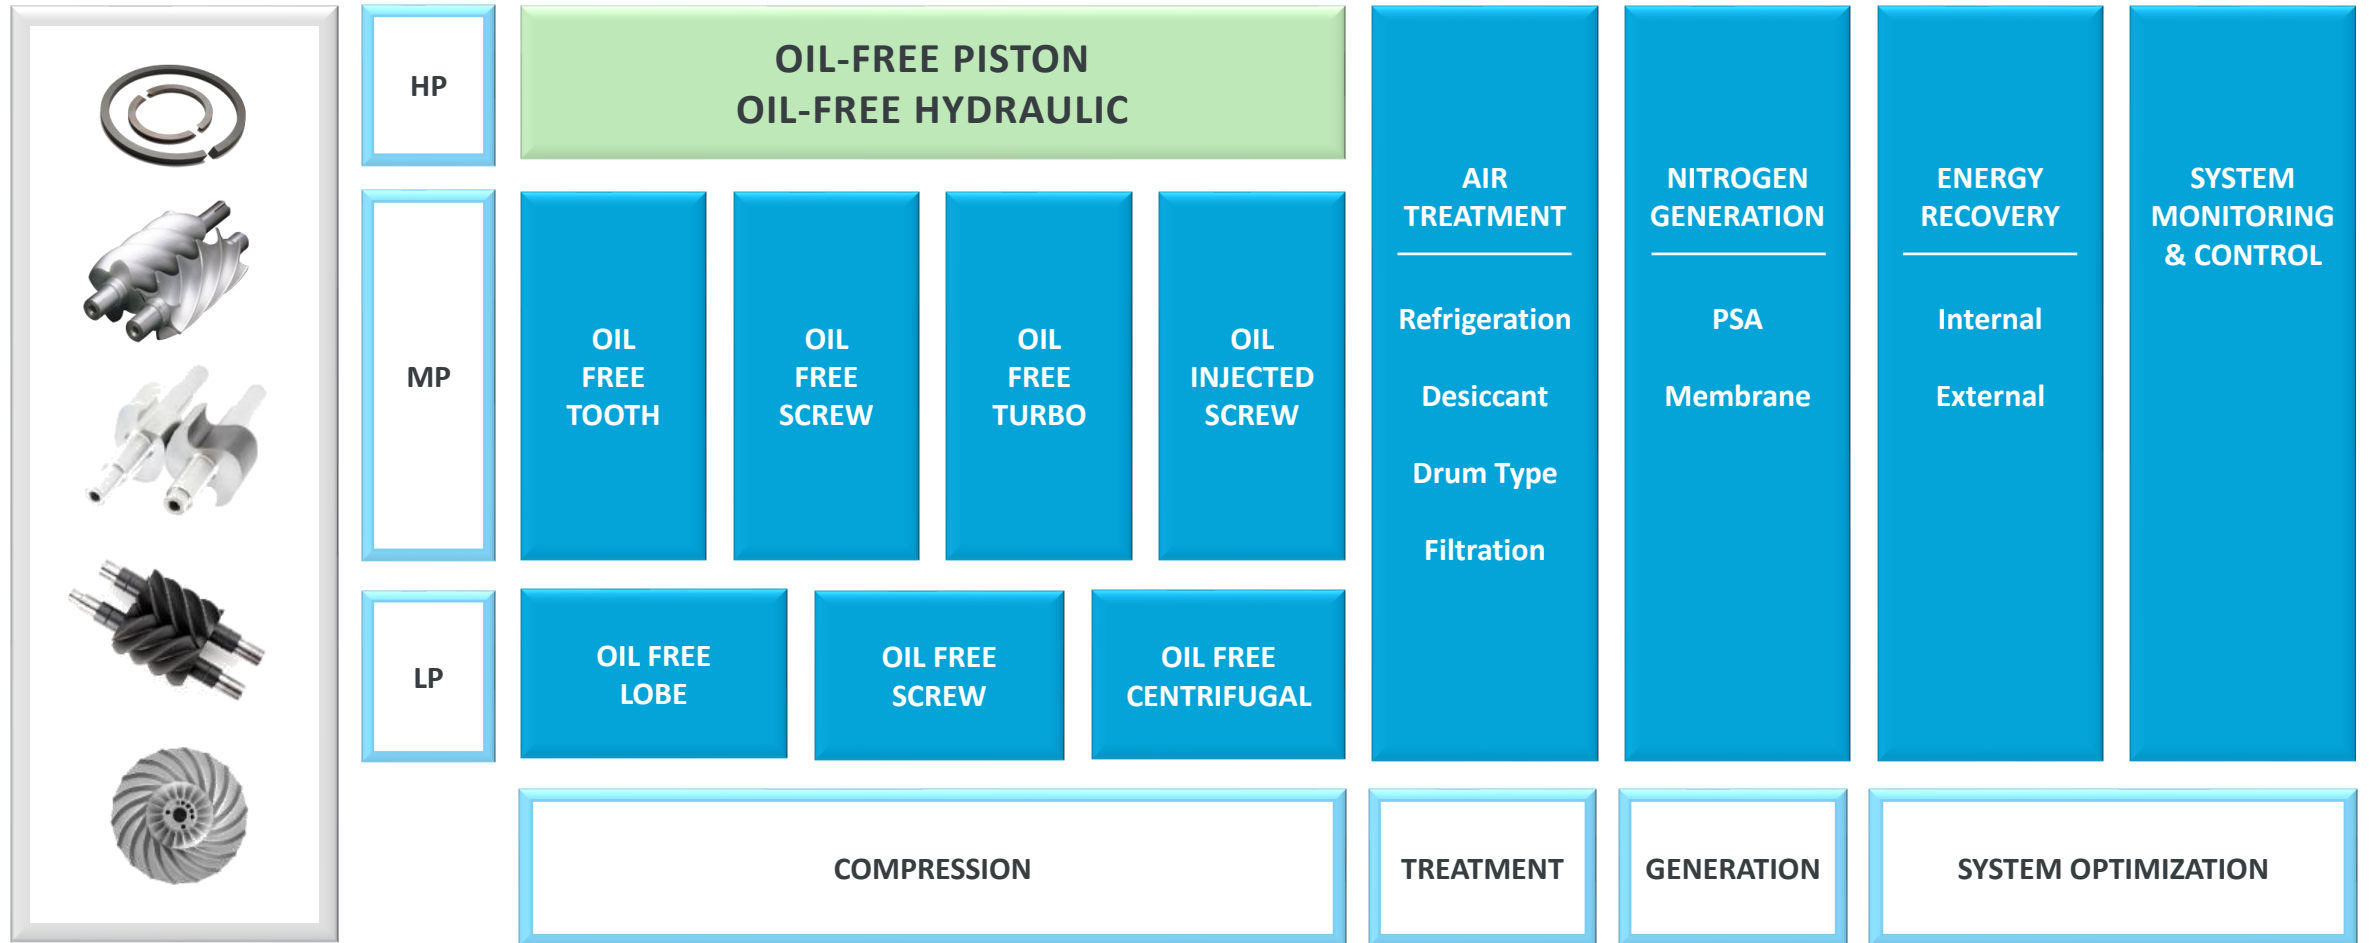 HP
OIL-FREE PISTON
OIL-FREE HYDRAULIC
MP
OIL
FREE
TOOTH
OIL
FREE
SCREW
OIL
FREE
TURBO
OIL
INJECTED
SCREW
LP
OIL FREE
LOBE
OIL FREE
SCREW
OIL FREE
CENTRIFUGAL
AIR
TREATMENT
Refrigeration
Desiccant
Drum Type
Filtration
NITROGEN
GENERATION
PSA
Membrane
ENERGY
RECOVERY
Internal
External
SYSTEM
MONITORING
& CONTROL
COMPRESSION
TREATMENT
GENERATION
SYSTEM OPTIMIZATION